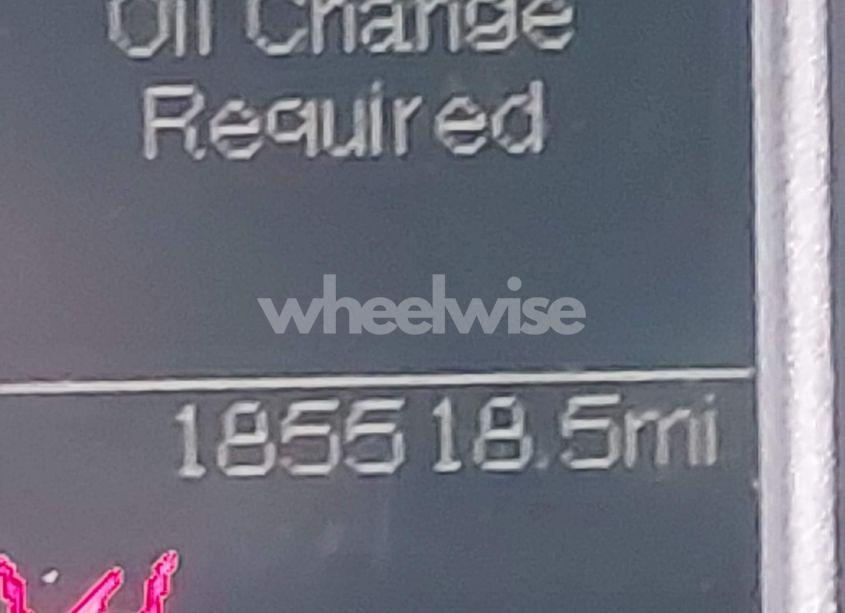 Oil Change
Required
wheelwise
185518.5mi